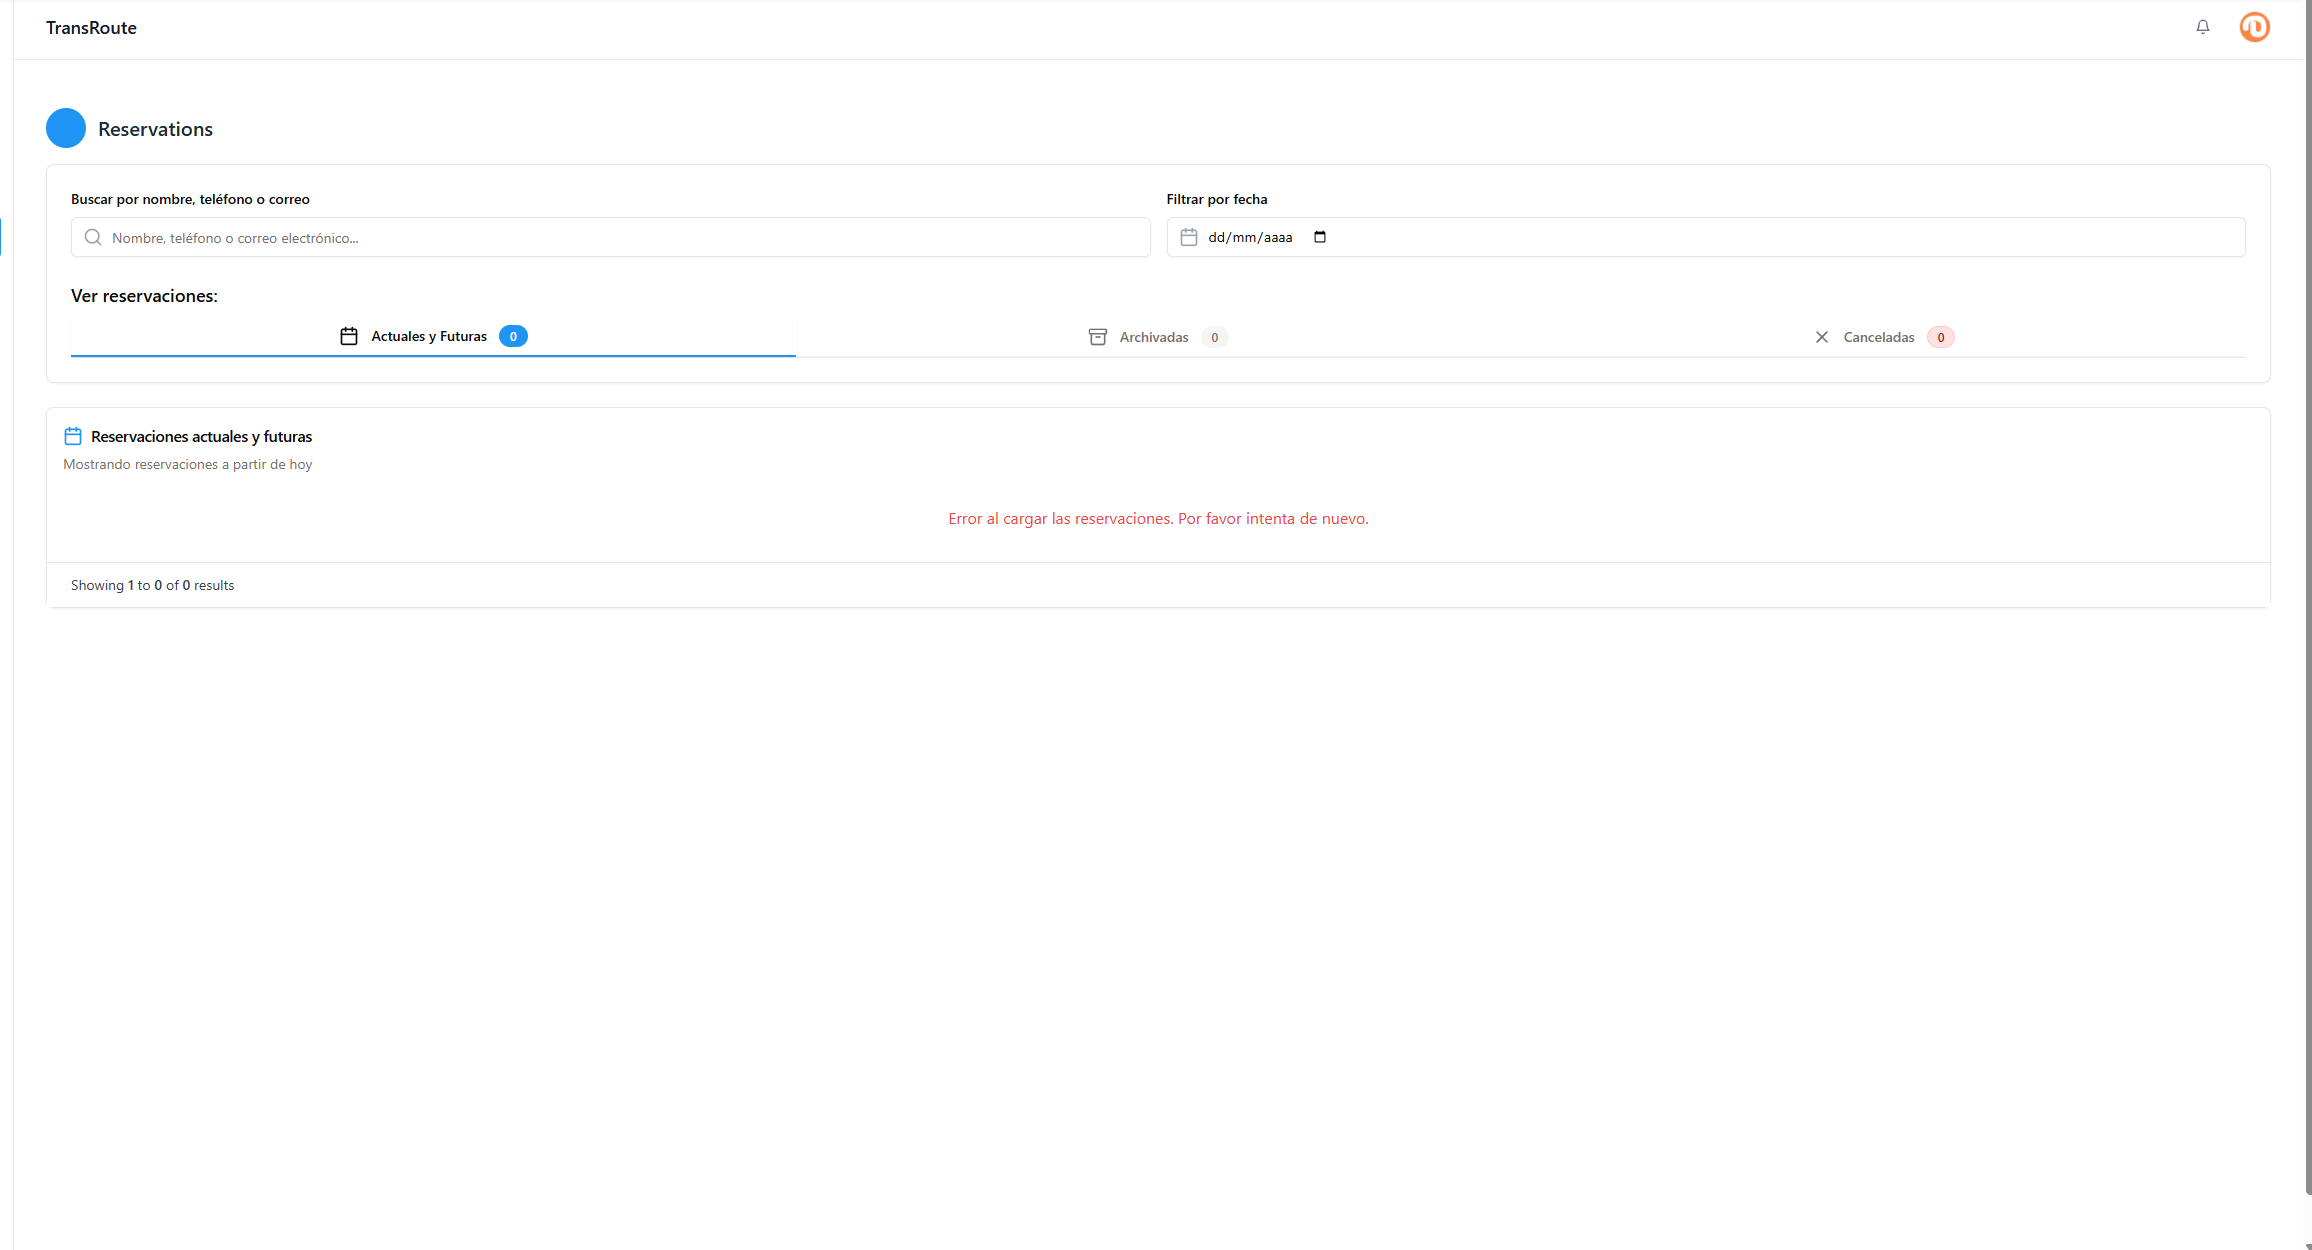 TransRoute
Reservations
Buscar por nombre, teléfono o correo
Filtrar por fecha
Nombre, teléfono o correo electrónico...
dd/mm/aaaa
Ver reservaciones:
Actuales y Futuras 0
Archivadas 0
Canceladas 0
Reservaciones actuales y futuras
Mostrando reservaciones a partir de hoy
Error al cargar las reservaciones. Por favor intenta de nuevo.
Showing 1 to 0 of 0 results